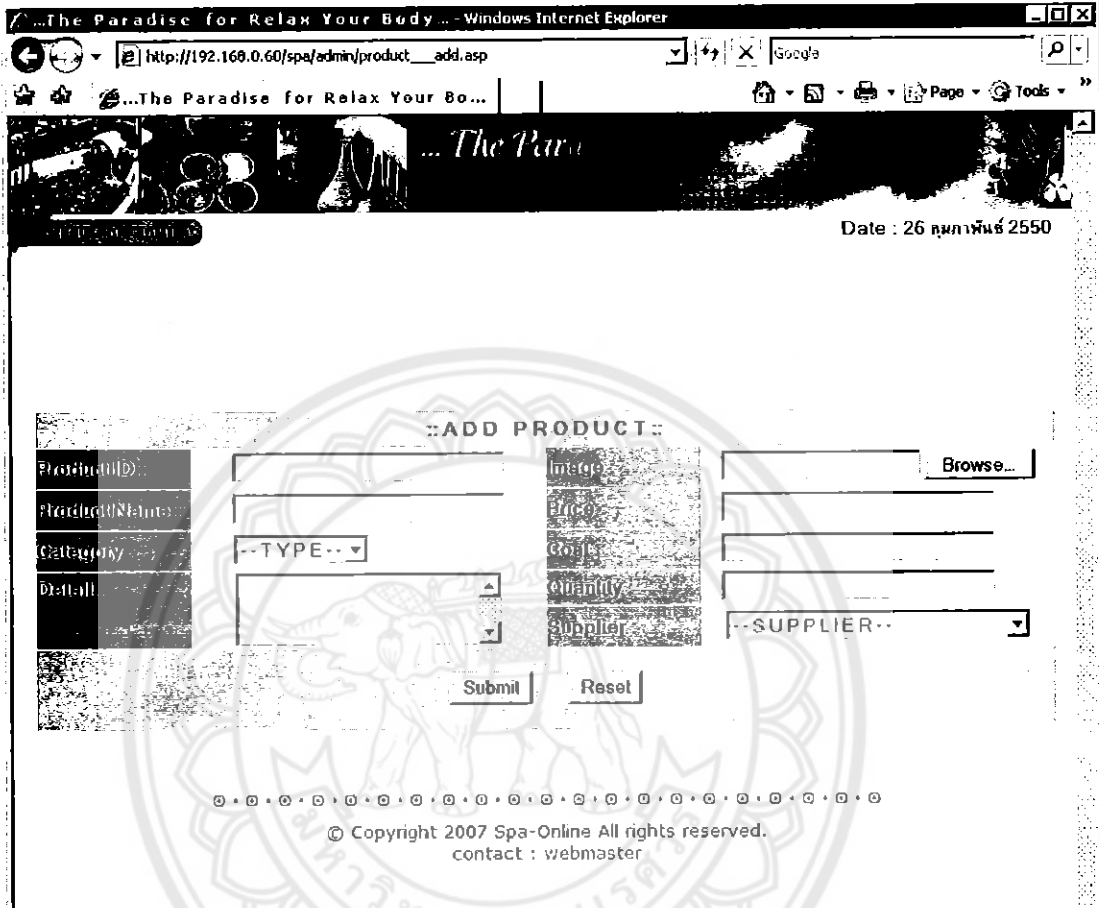 ...The Paradise for Relax Your Body... - Windows Internet Explorer
http://192.168.0.60/spa/admin/product___add.asp
Google
...The Paradise for Relax Your Bo...
Page
Tools
... The Para
Date : 26 กุมภาพันธ์ 2550
::ADD PRODUCT::
ProductID: Image: Browse...
ProductName: Price:
Category --TYPE--
Detail Quantity
Supplier --SUPPLIER--
Submit Reset
© Copyright 2007 Spa-Online All rights reserved.
contact : webmaster